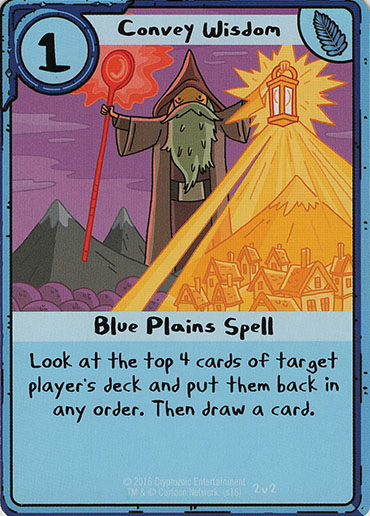 1
Convey Wisdom
Blue Plains Spell
Look at the top 4 cards of target
player's deck and put them back in
any order. Then draw a card.
© 2016 Cryptozoic Entertainment
TM & © Cartoon Network. (s16)
2v2